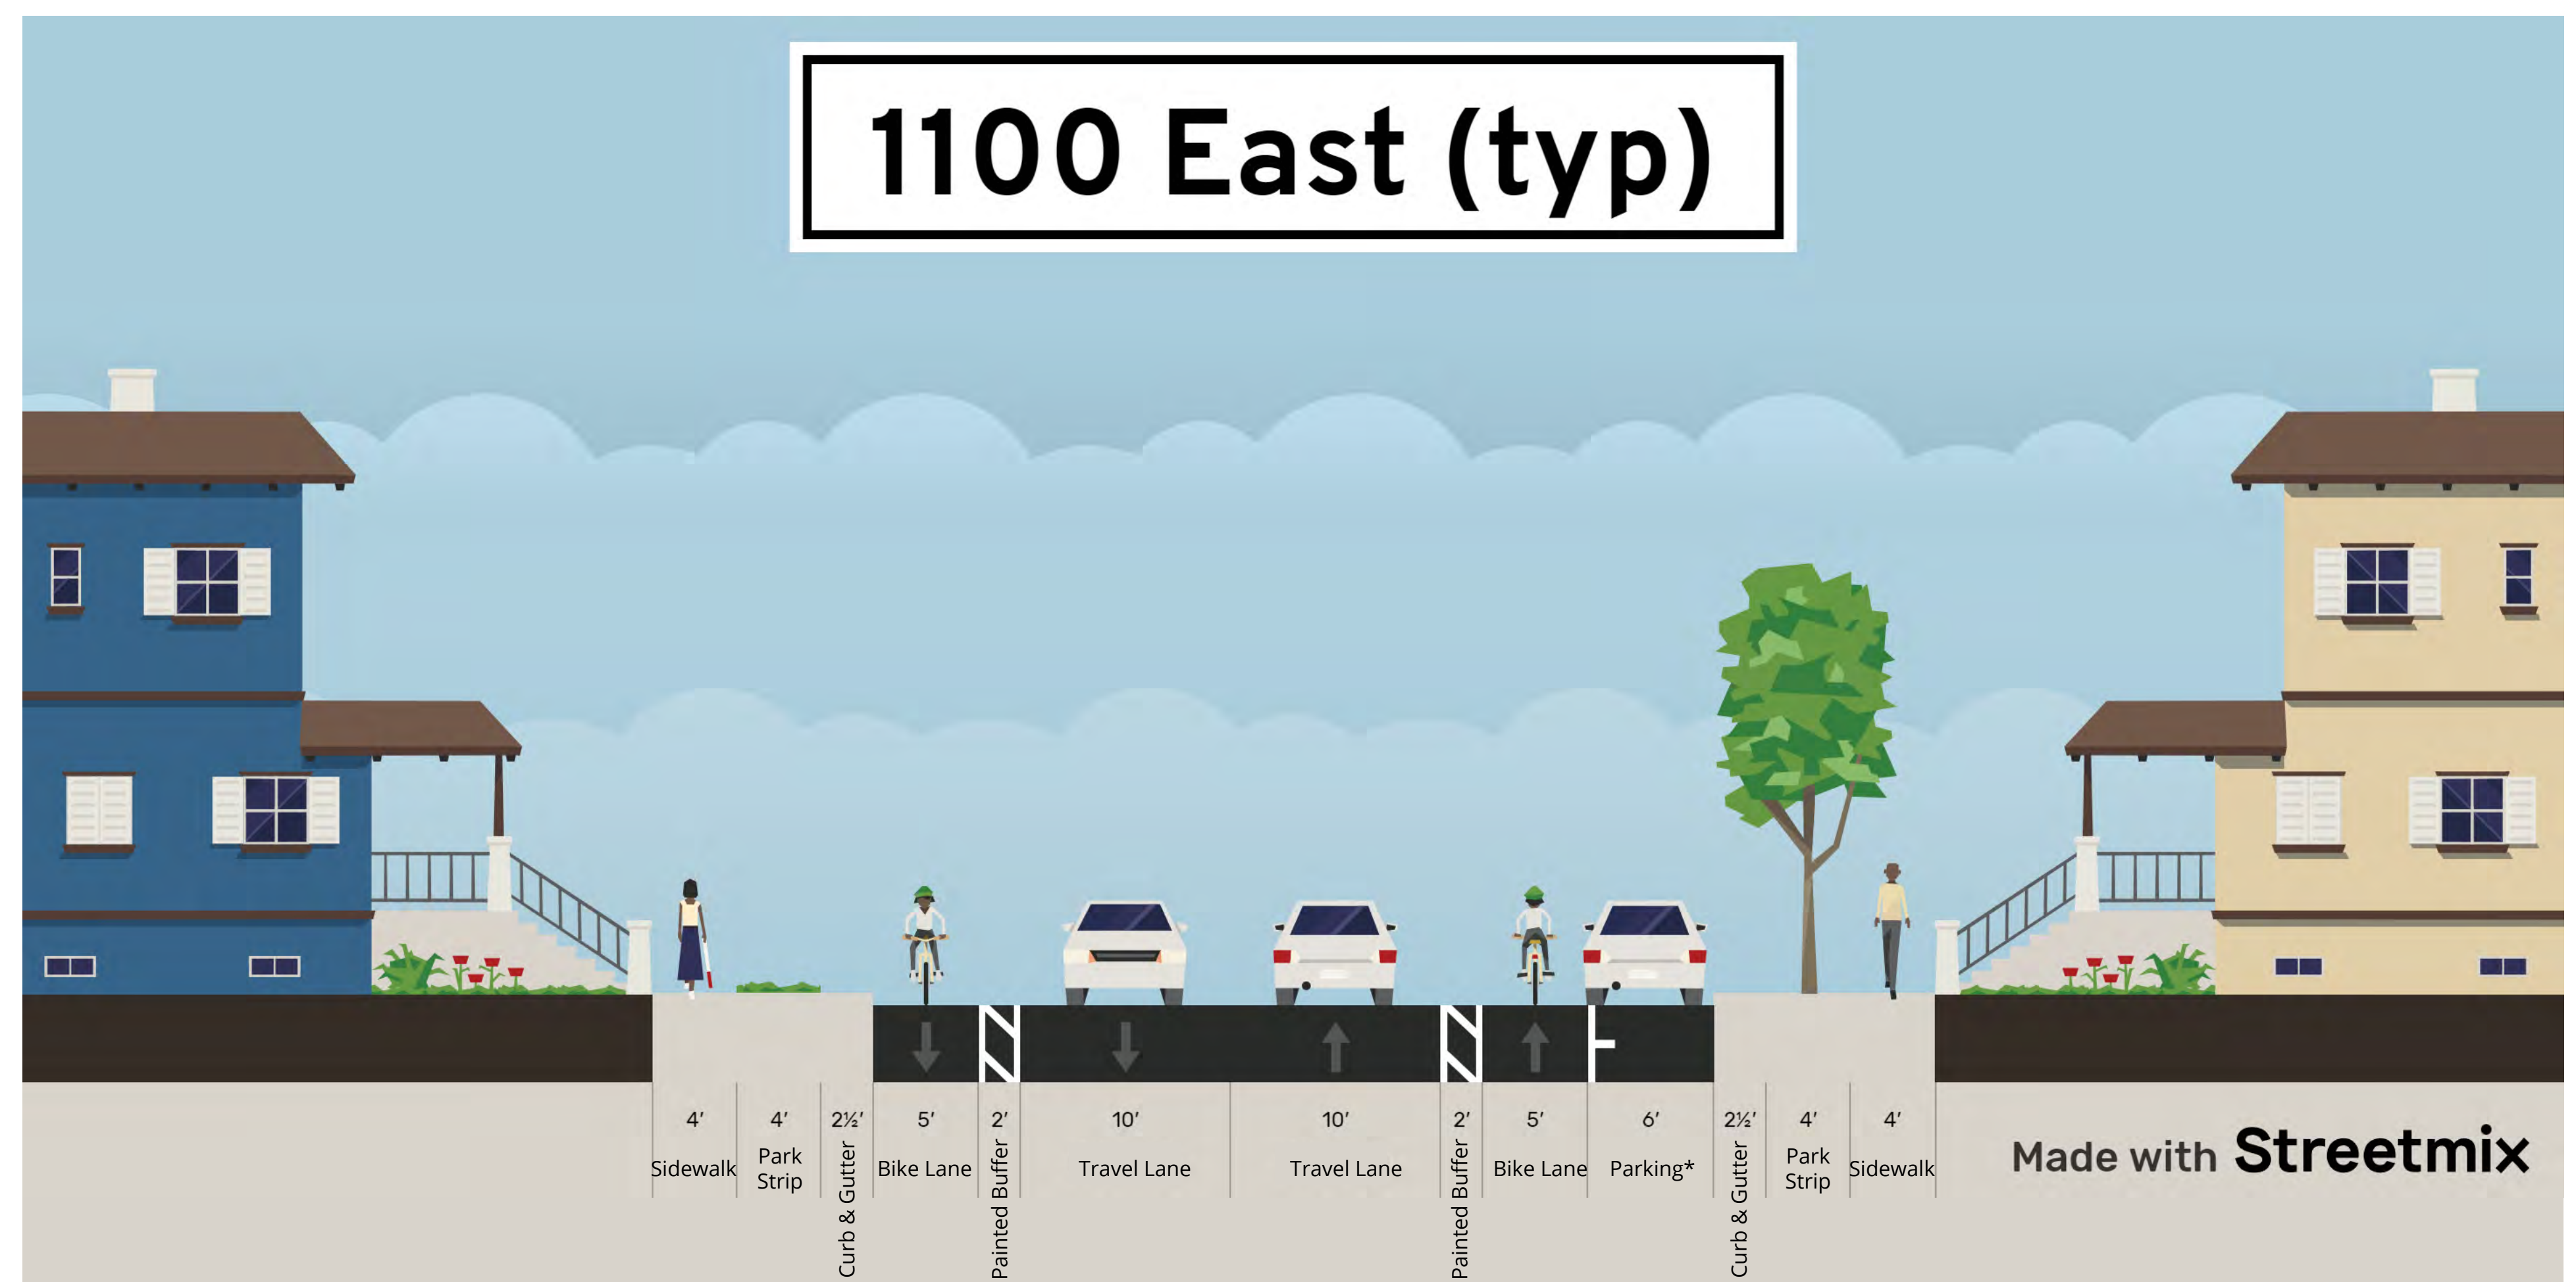 1100 East (typ)
4' 4' 2½' 5' 2' 10' 10' 2' 5' 6' 2½' 4' 4'
Sidewalk
Park
Strip
Curb & Gutter
Bike Lane
Painted Buffer
Travel Lane
Travel Lane
Painted Buffer
Bike Lane
Parking*
Curb & Gutter
Park
Strip
Sidewalk
Made with Streetmix